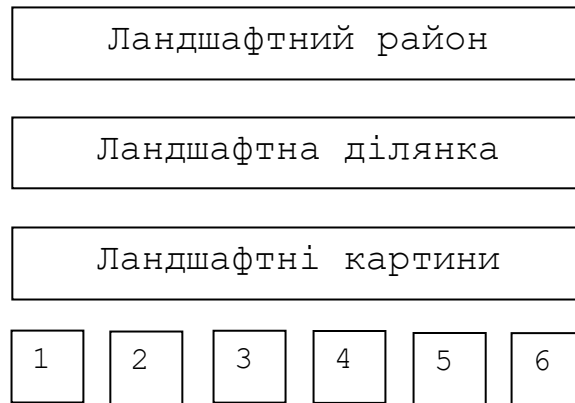 Ландшафтний район
Ландшафтна ділянка
Ландшафтні картини
1 2 3 4 5 6